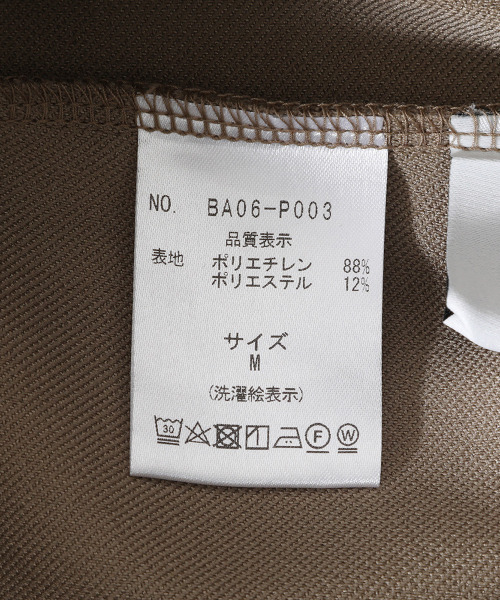 NO. BA06-P003
品質表示
表地 ポリエチレン 88%
ポリエステル 12%
サイズ
M
(洗濯絵表示)
30 F W